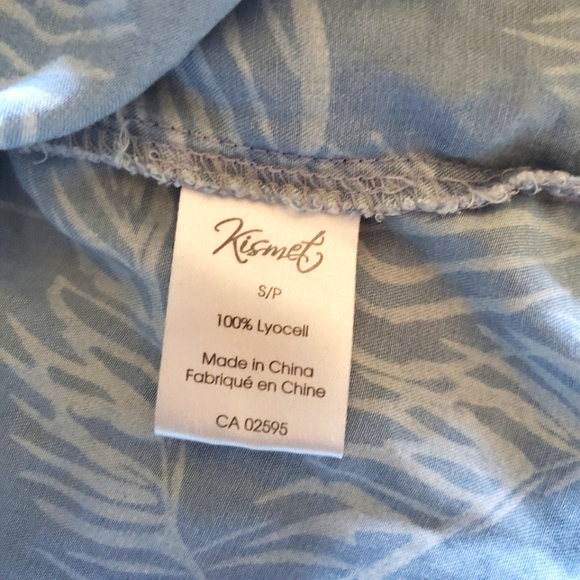 Kismet
S/P
100% Lyocell
Made in China
Fabriqué en Chine
CA 02595